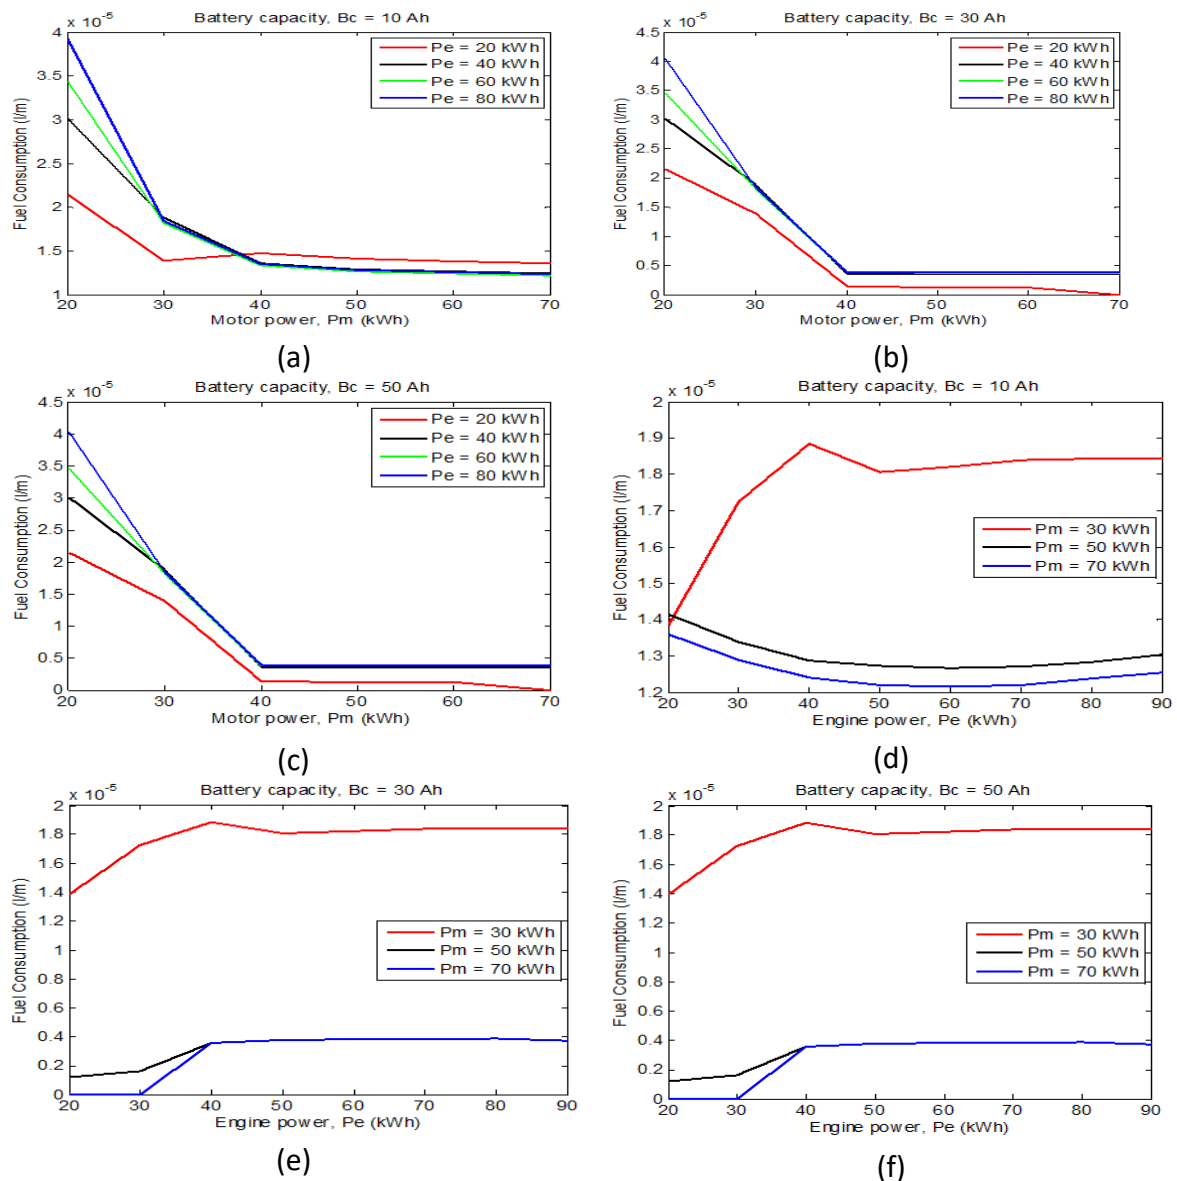 x 10^-5
Battery capacity, Bc = 10 Ah
Fuel Consumption (l/m)
4
3.5
3
2.5
2
1.5
1
Pe = 20 kWh
Pe = 40 kWh
Pe = 60 kWh
Pe = 80 kWh
20 30 40 50 60 70
Motor power, Pm (kWh)
(a)
x 10^-5
Battery capacity, Bc = 30 Ah
Fuel Consumption (l/m)
4.5
4
3.5
3
2.5
2
1.5
1
0.5
0
Pe = 20 kWh
Pe = 40 kWh
Pe = 60 kWh
Pe = 80 kWh
20 30 40 50 60 70
Motor power, Pm (kWh)
(b)
x 10^-5
Battery capacity, Bc = 50 Ah
Fuel Consumption (l/m)
4.5
4
3.5
3
2.5
2
1.5
1
0.5
0
Pe = 20 kWh
Pe = 40 kWh
Pe = 60 kWh
Pe = 80 kWh
20 30 40 50 60 70
Motor power, Pm (kWh)
(c)
x 10^-5
Battery capacity, Bc = 10 Ah
Fuel Consumption (l/m)
2
1.9
1.8
1.7
1.6
1.5
1.4
1.3
1.2
Pm = 30 kWh
Pm = 50 kWh
Pm = 70 kWh
20 30 40 50 60 70 80 90
Engine power, Pe (kWh)
(d)
x 10^-5
Battery capacity, Bc = 30 Ah
Fuel Consumption (l/m)
2
1.8
1.6
1.4
1.2
1
0.8
0.6
0.4
0.2
0
Pm = 30 kWh
Pm = 50 kWh
Pm = 70 kWh
20 30 40 50 60 70 80 90
Engine power, Pe (kWh)
(e)
x 10^-5
Battery capacity, Bc = 50 Ah
Fuel Consumption (l/m)
2
1.8
1.6
1.4
1.2
1
0.8
0.6
0.4
0.2
0
Pm = 30 kWh
Pm = 50 kWh
Pm = 70 kWh
20 30 40 50 60 70 80 90
Engine power, Pe (kWh)
(f)